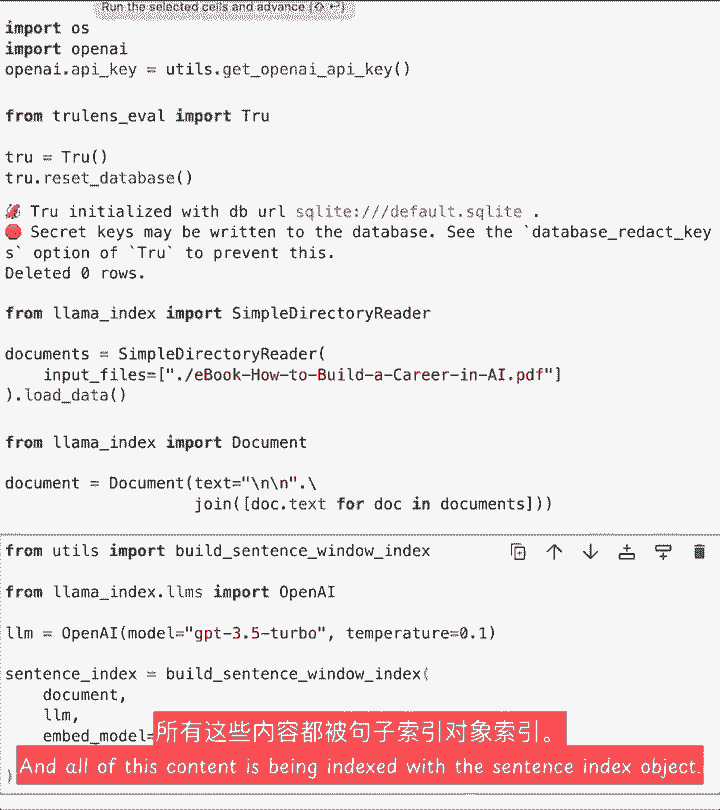 Run the selected cells and advance (⇧ ↵)
import os
import openai
openai.api_key = utils.get_openai_api_key()
from trulens_eval import Tru
tru = Tru()
tru.reset_database()
🦑 Tru initialized with db url sqlite:///default.sqlite .
🛑 Secret keys may be written to the database. See the `database_redact_key
s` option of `Tru` to prevent this.
Deleted 0 rows.
from llama_index import SimpleDirectoryReader
documents = SimpleDirectoryReader(
    input_files=["./eBook-How-to-Build-a-Career-in-AI.pdf"]
).load_data()
from llama_index import Document
document = Document(text="\n\n".\
                    join([doc.text for doc in documents]))
from utils import build_sentence_window_index
from llama_index.llms import OpenAI
llm = OpenAI(model="gpt-3.5-turbo", temperature=0.1)
sentence_index = build_sentence_window_index(
    document,
    llm,
    embed_model=
所有这些内容都被句子索引对象索引。
And all of this content is being indexed with the sentence index object.
)